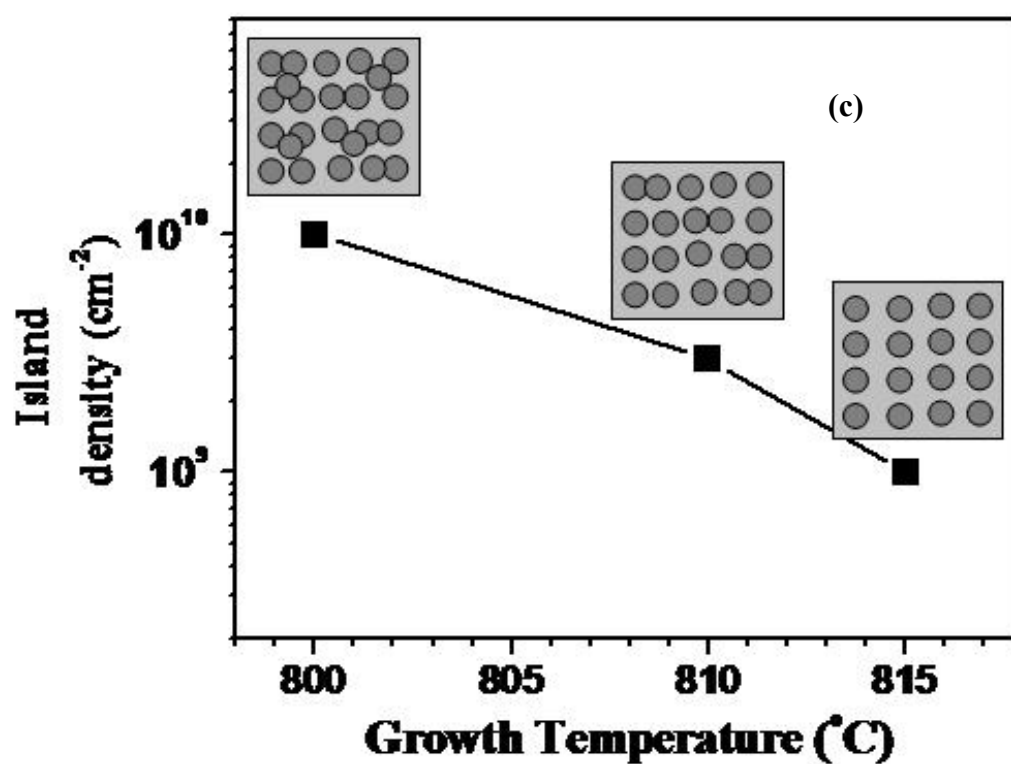 (c)
10¹⁰
10⁹
Island
density (cm⁻²)
800 805 810 815
Growth Temperature (°C)